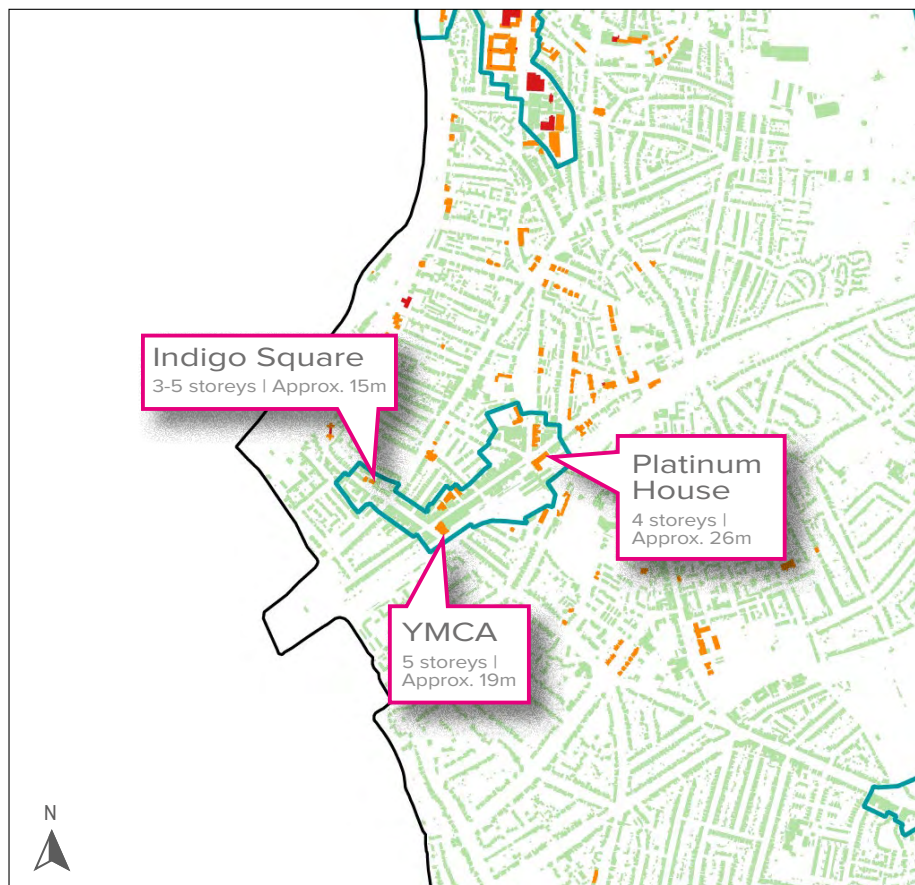 Indigo Square
3-5 storeys | Approx. 15m
Platinum
House
4 storeys |
Approx. 26m
YMCA
5 storeys |
Approx. 19m
N